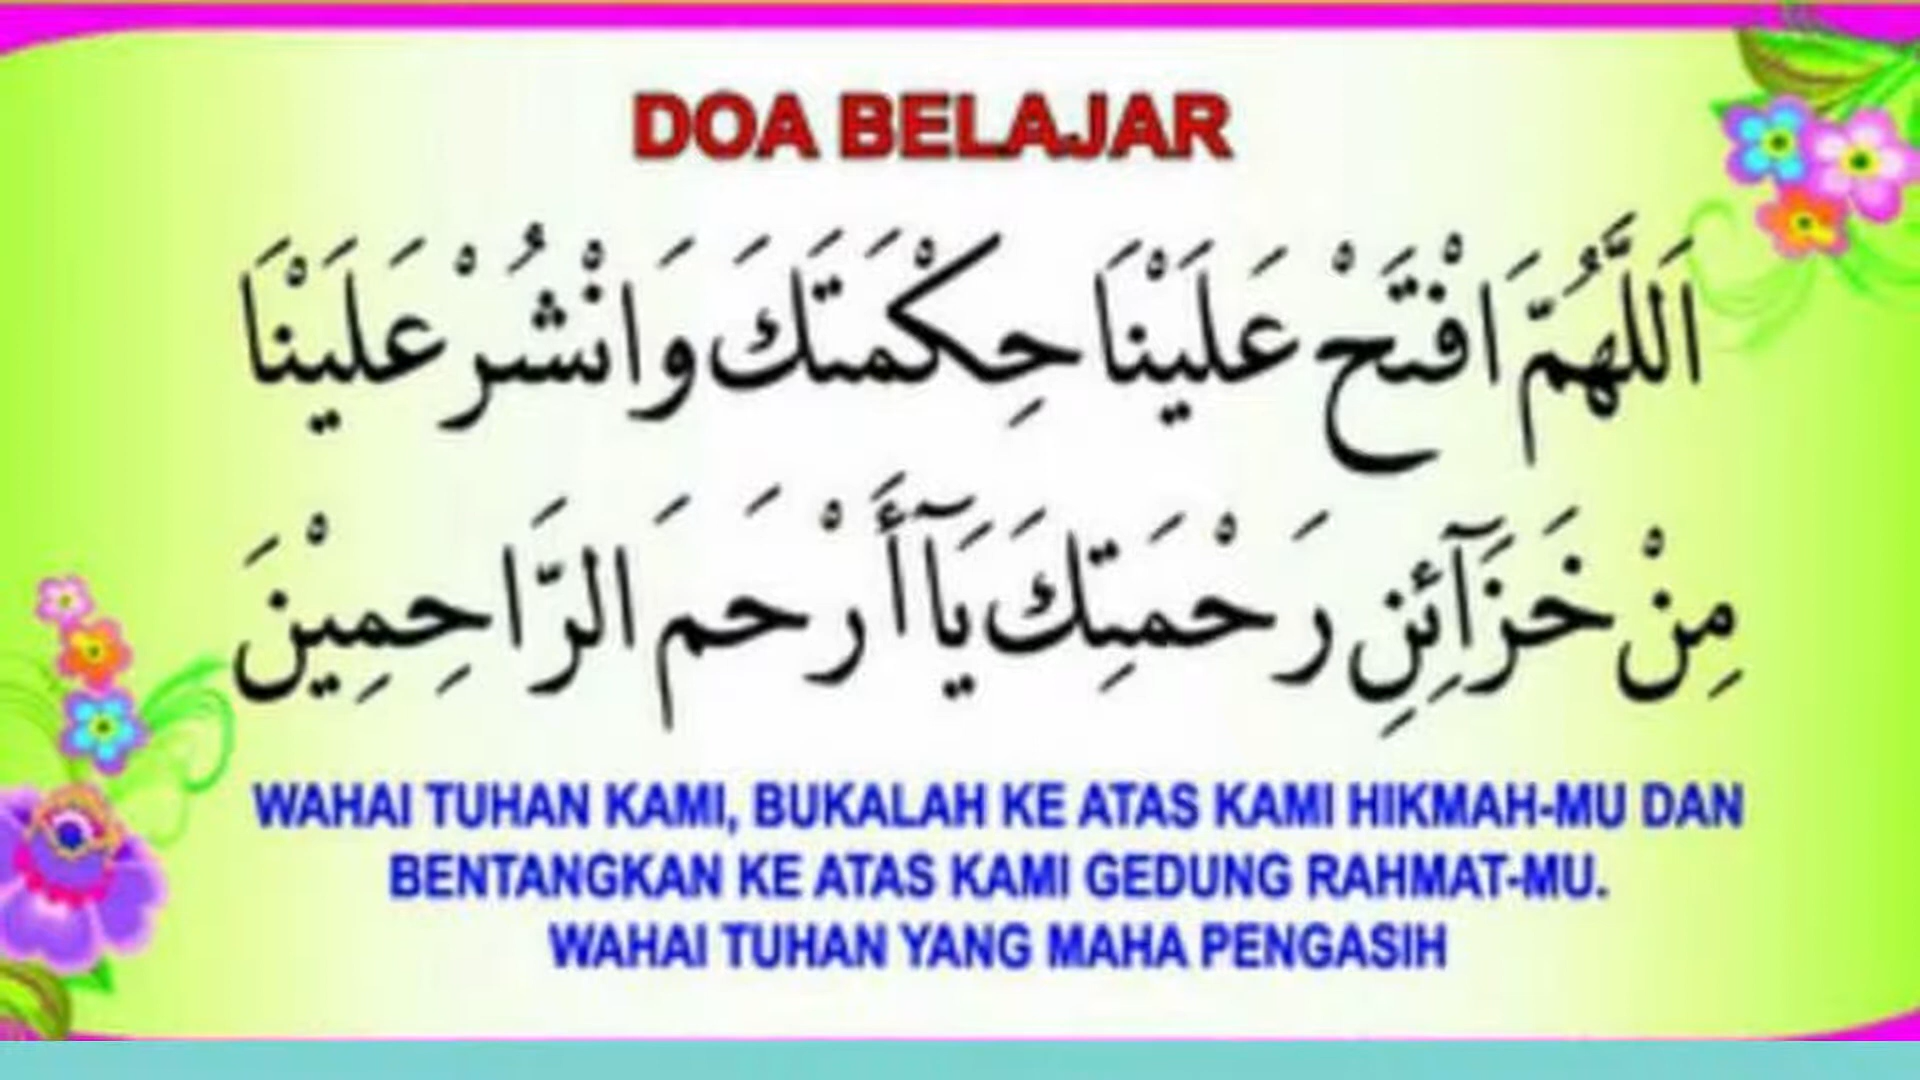 DOA BELAJAR
اَللَّهُمَّ افْتَحْ عَلَيْنَا حِكْمَتَكَ وَانْشُرْ عَلَيْنَا
مِنْ خَزَآئِنِ رَحْمَتِكَ يَآأَرْحَمَ الرَّاحِمِيْنَ
WAHAI TUHAN KAMI, BUKALAH KE ATAS KAMI HIKMAH-MU DAN
BENTANGKAN KE ATAS KAMI GEDUNG RAHMAT-MU.
WAHAI TUHAN YANG MAHA PENGASIH